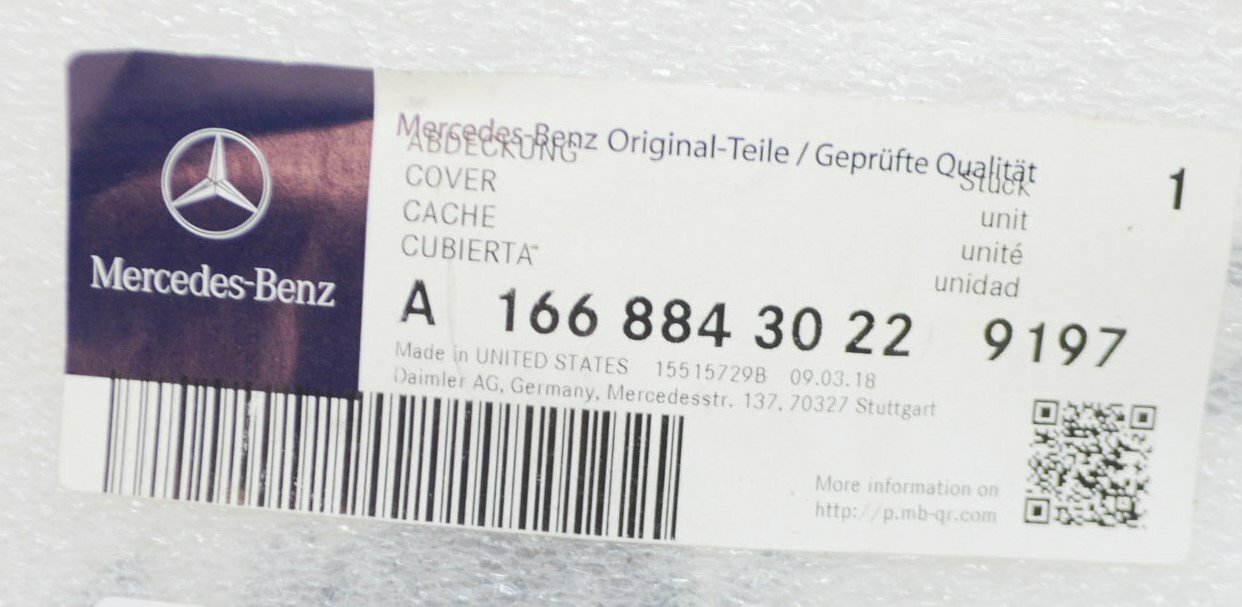 Mercedes-Benz
Mercedes-Benz Original-Teile / Geprüfte Qualität
ABDECKUNG Stück 1
COVER unit
CACHE unité
CUBIERTA unidad
A 166 884 30 22 9197
Made in UNITED STATES 15515729B 09.03.18
Daimler AG, Germany, Mercedesstr. 137, 70327 Stuttgart
More information on
http://p.mb-qr.com